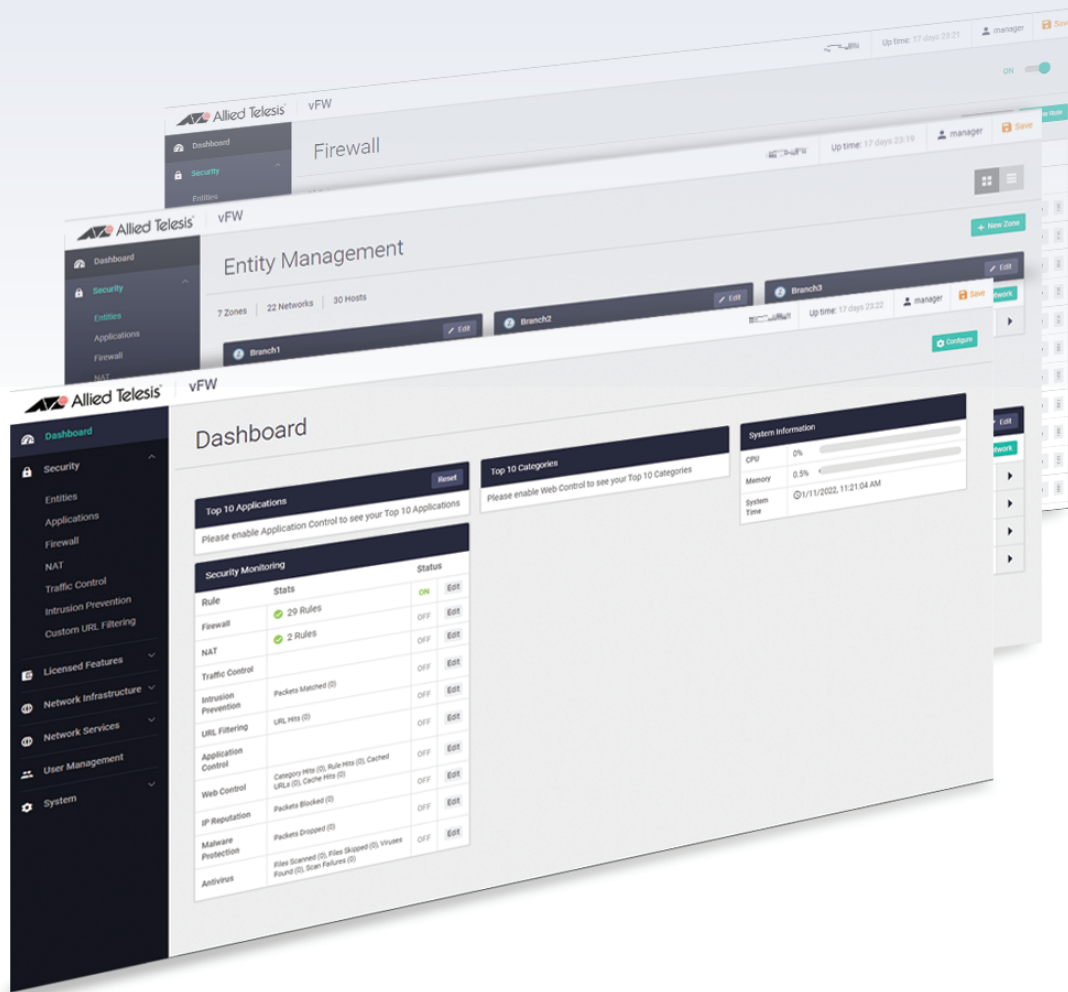 Up time: 17 days 23:21
manager
Save
Allied Telesis
vFW
ON
Dashboard
Firewall
Security
Entities
Up time: 17 days 23:19
manager
Save
Allied Telesis
vFW
Dashboard
Entity Management
+ New Zone
Security
7 Zones
22 Networks
30 Hosts
Entities
Applications
Firewall
NAT
Branch1
Edit
Branch2
Edit
Branch3
Edit
Edit
Up time: 17 days 23:22
manager
Save
Allied Telesis
vFW
Configure
Dashboard
Security
Entities
Applications
Firewall
NAT
Traffic Control
Intrusion Prevention
Custom URL Filtering
Licensed Features
Network Infrastructure
Network Services
User Management
System
Dashboard
Top 10 Applications
Reset
Please enable Application Control to see your Top 10 Applications
Top 10 Categories
Please enable Web Control to see your Top 10 Categories
System Information
CPU 0%
Memory 0.5%
System Time 1/11/2022, 11:21:04 AM
Security Monitoring
Rule Stats Status
Firewall 29 Rules ON Edit
NAT 2 Rules OFF Edit
Traffic Control OFF Edit
Intrusion Prevention Packets Matched (0) OFF Edit
URL Filtering URL Hits (0) OFF Edit
Application Control OFF Edit
Web Control Category Hits (0), Rule Hits (0), Cached URLs (0), Cache Hits (0) OFF Edit
IP Reputation Packets Blocked (0) OFF Edit
Malware Protection Packets Dropped (0) OFF Edit
Antivirus Files Scanned (0), Files Skipped (0), Viruses Found (0), Scan Failures (0) OFF Edit